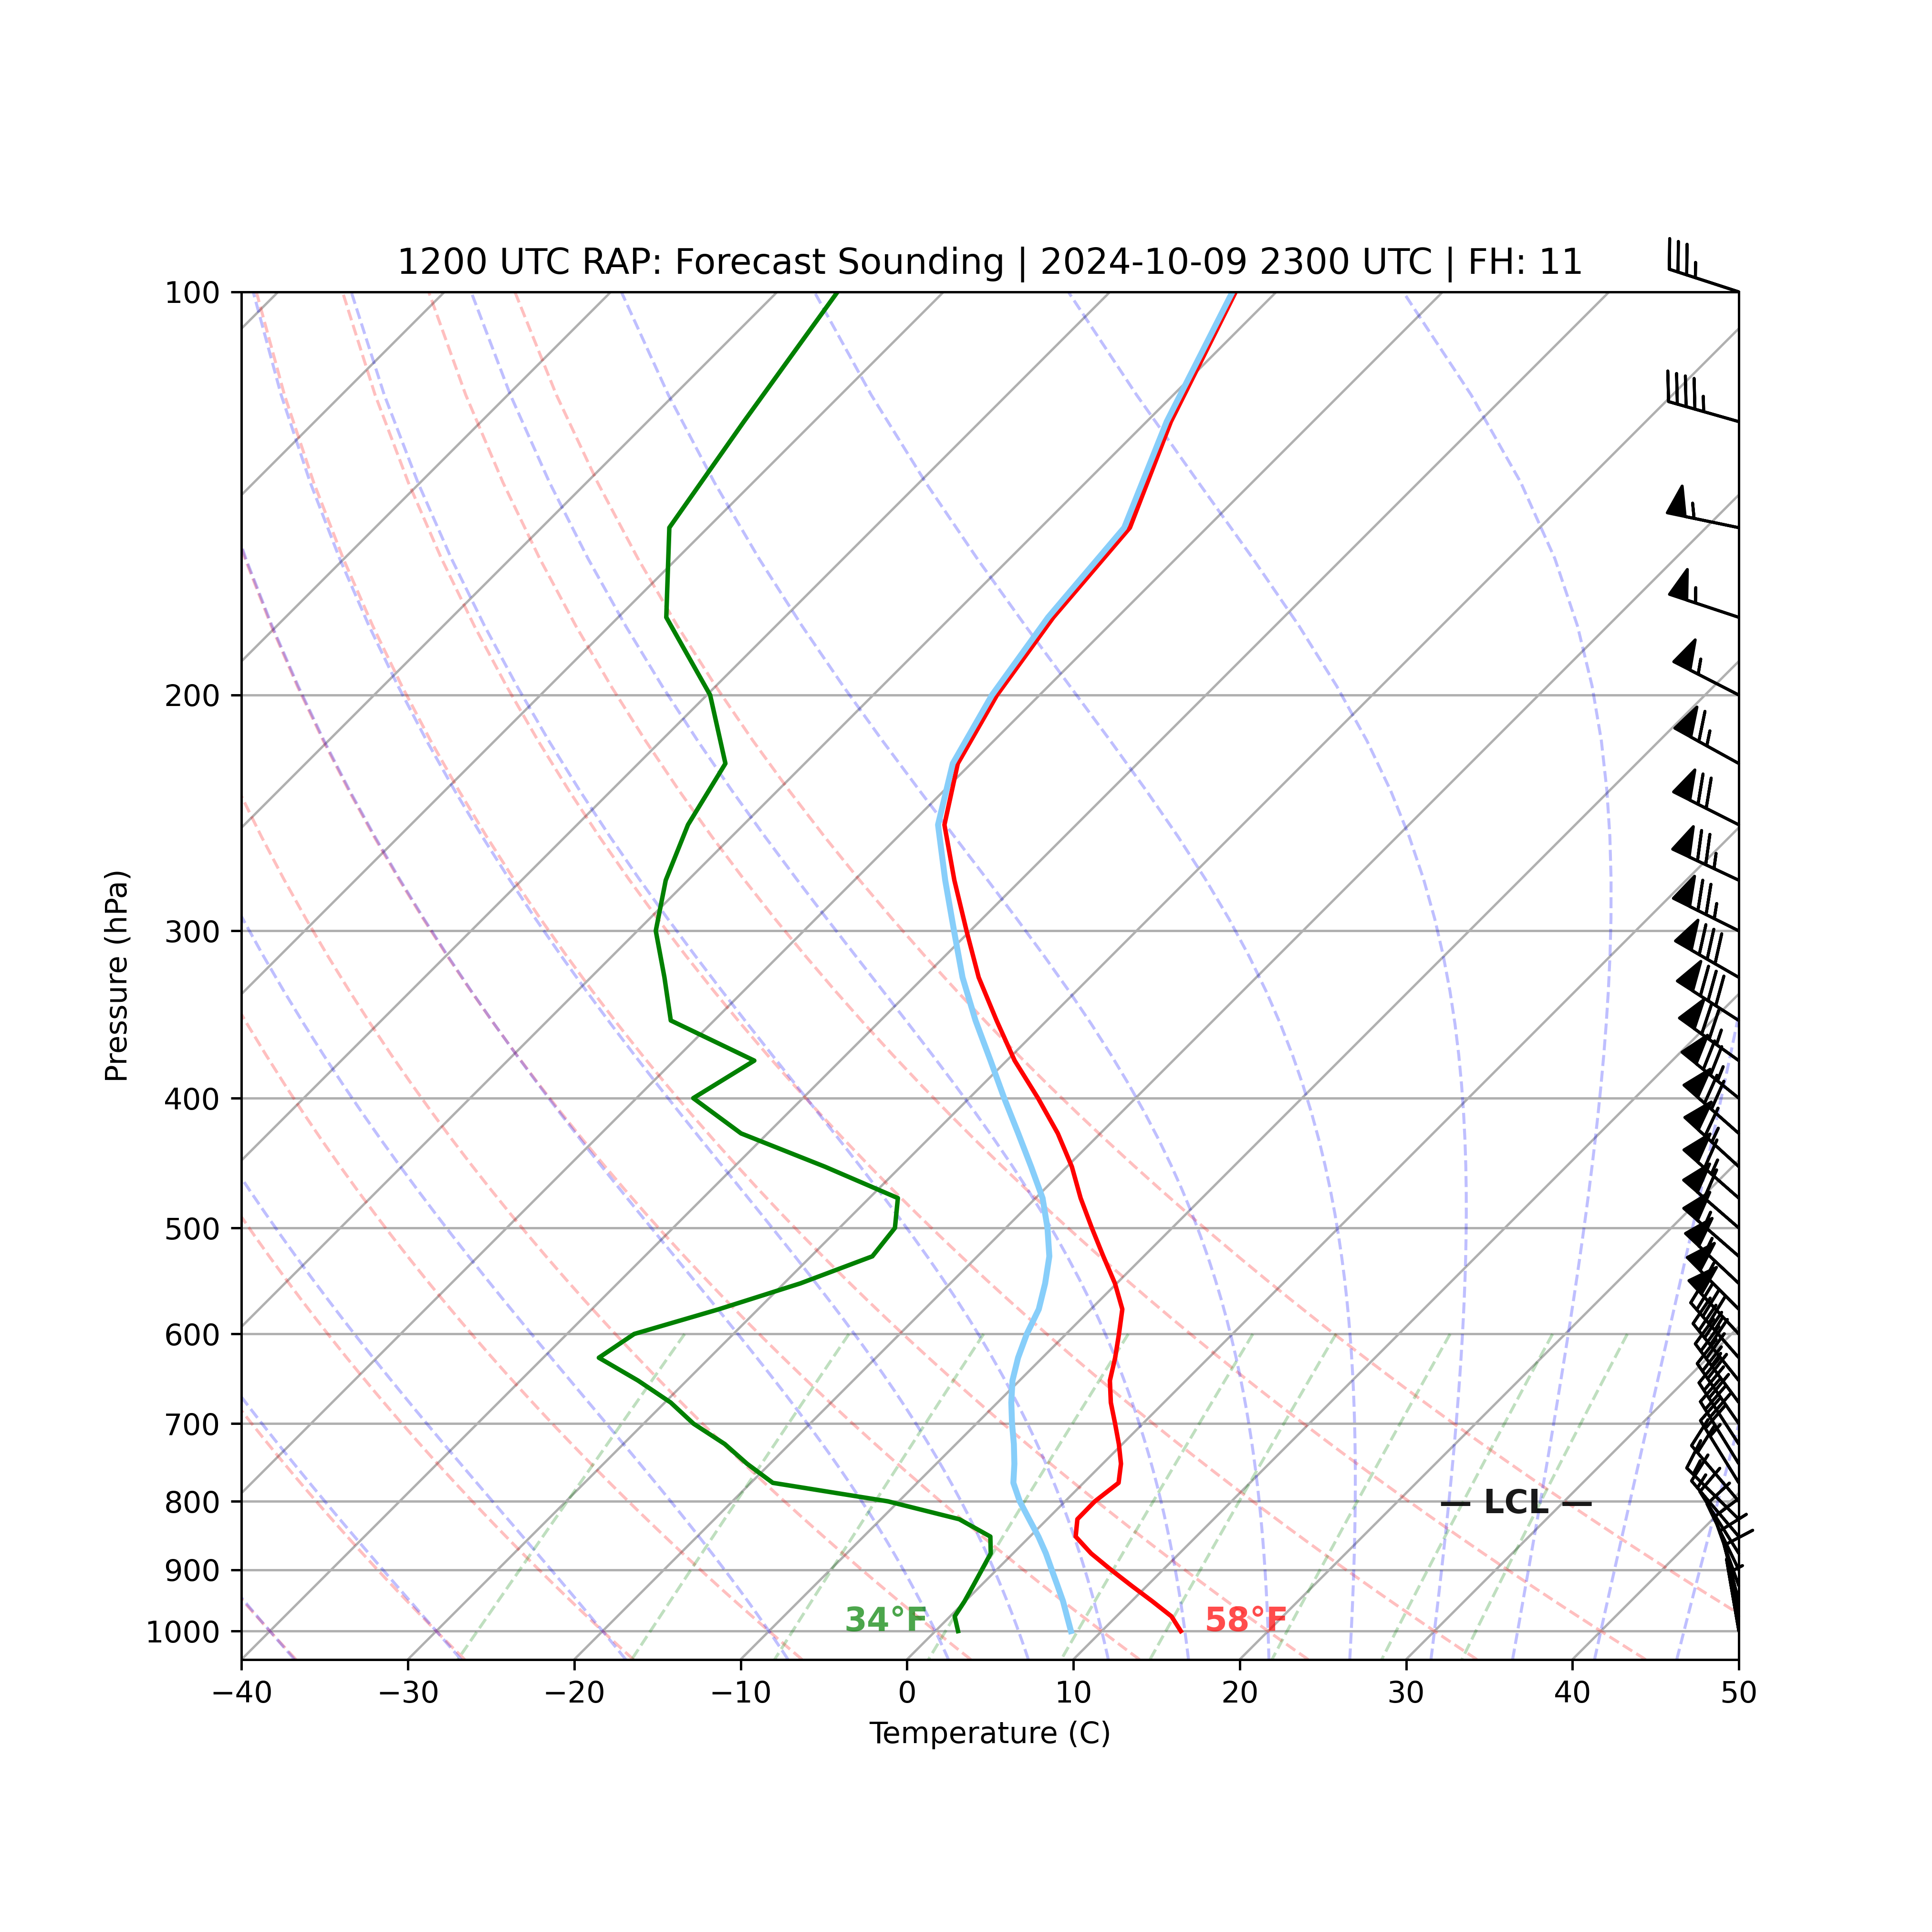 1200 UTC RAP: Forecast Sounding | 2024-10-09 2300 UTC | FH: 11
100
200
300
400
500
600
700
800
900
1000
Pressure (hPa)
— LCL —
34°F
58°F
−40 −30 −20 −10 0 10 20 30 40 50
Temperature (C)